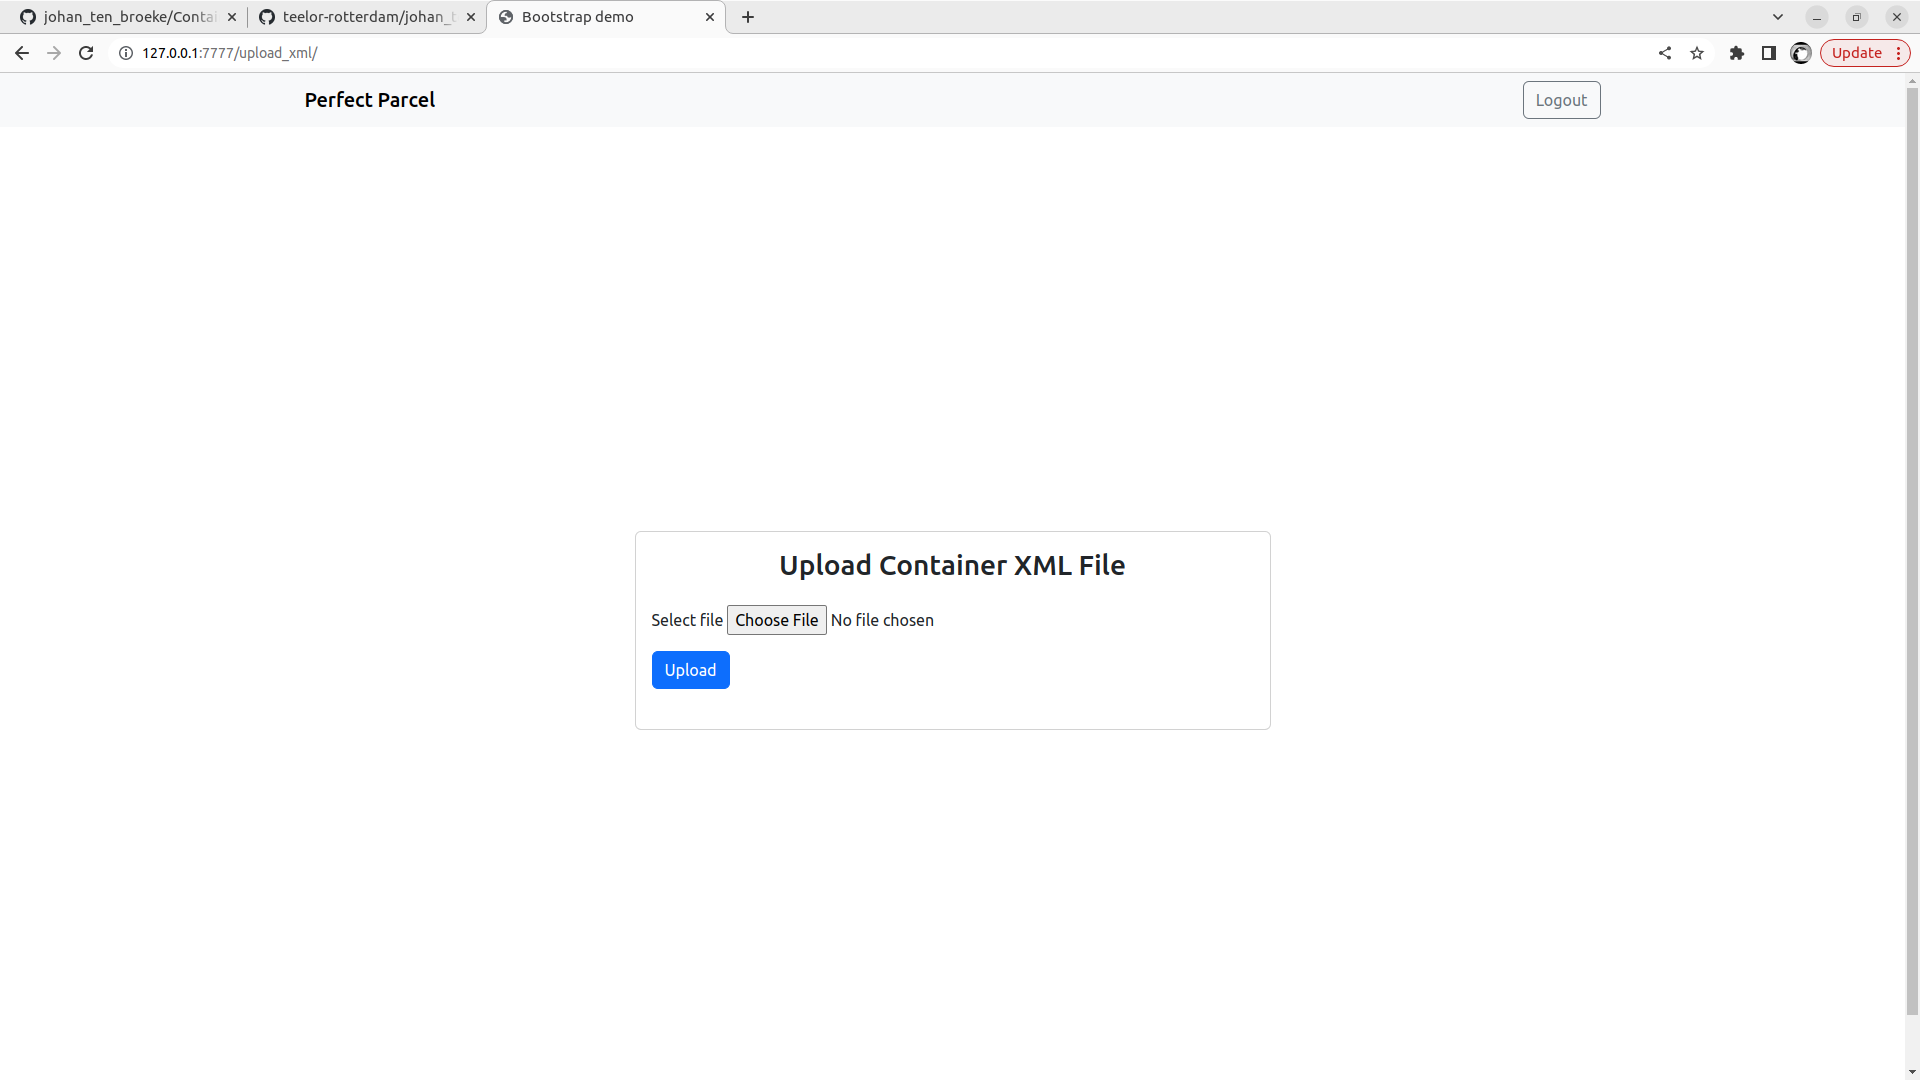 johan_ten_broeke/Contai
teelor-rotterdam/johan_t
Bootstrap demo
127.0.0.1:7777/upload_xml/
Update
Perfect Parcel
Logout
Upload Container XML File
Select file Choose File No file chosen
Upload